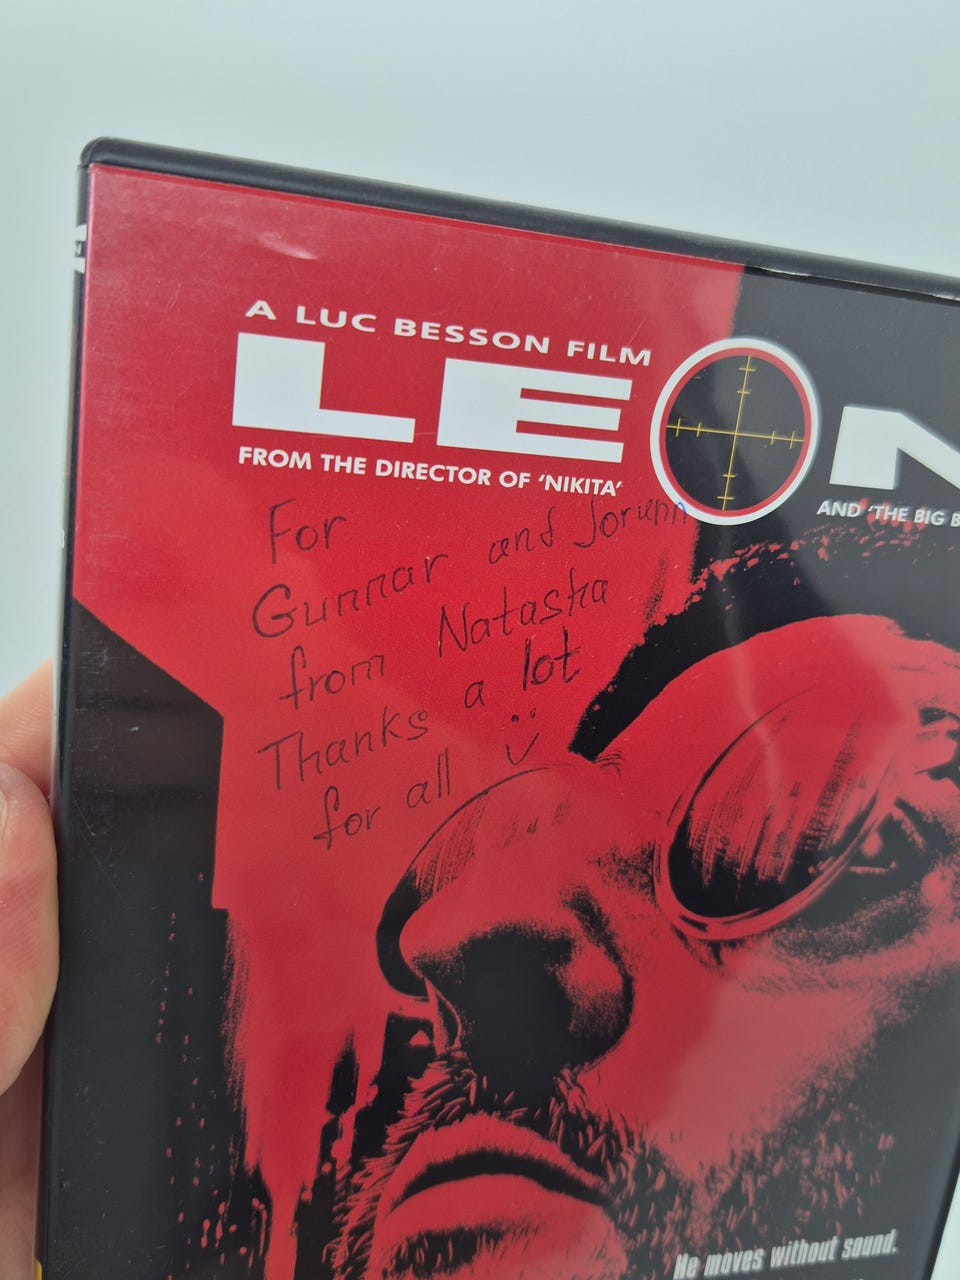 A LUC BESSON FILM
LEON
FROM THE DIRECTOR OF 'NIKITA'
AND 'THE BIG B
For
Gunnar and Jorunn
from Natasha
Thanks a lot
for all
He moves without sound.